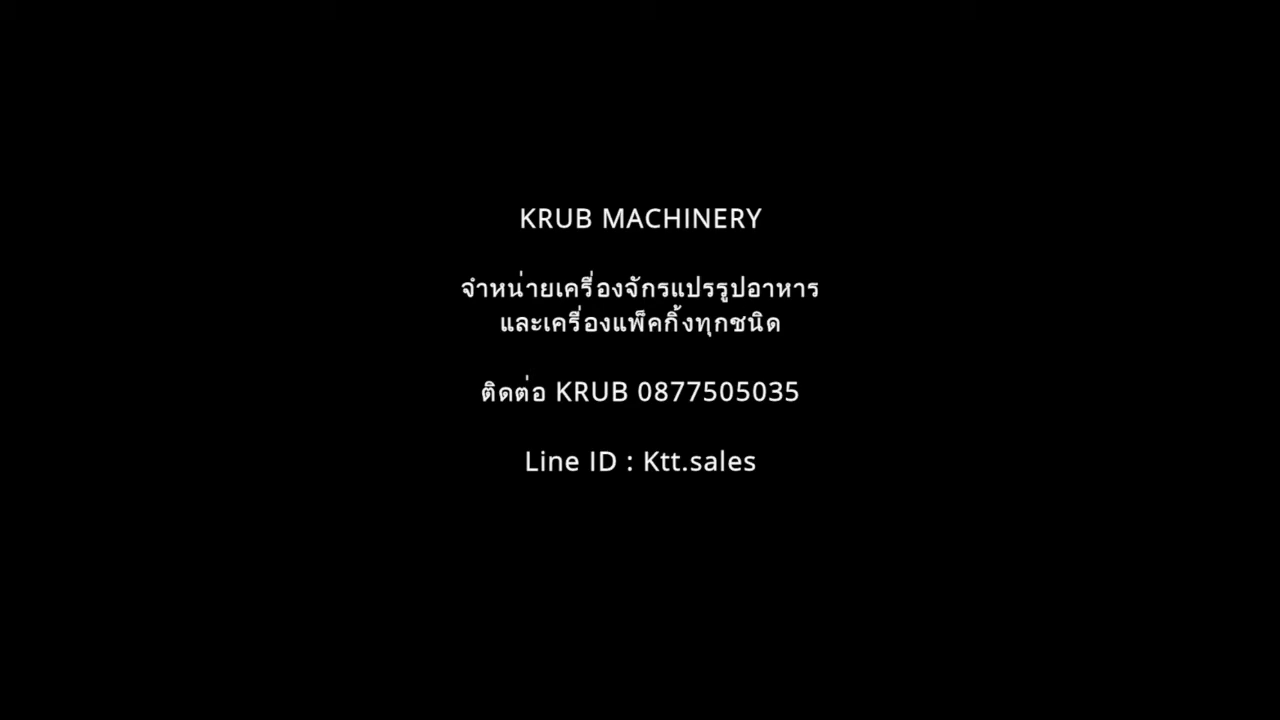 KRUB MACHINERY
จำหน่ายเครื่องจักรแปรรูปอาหาร
และเครื่องแพ็คกิ้งทุกชนิด
ติดต่อ KRUB 0877505035
Line ID : Ktt.sales